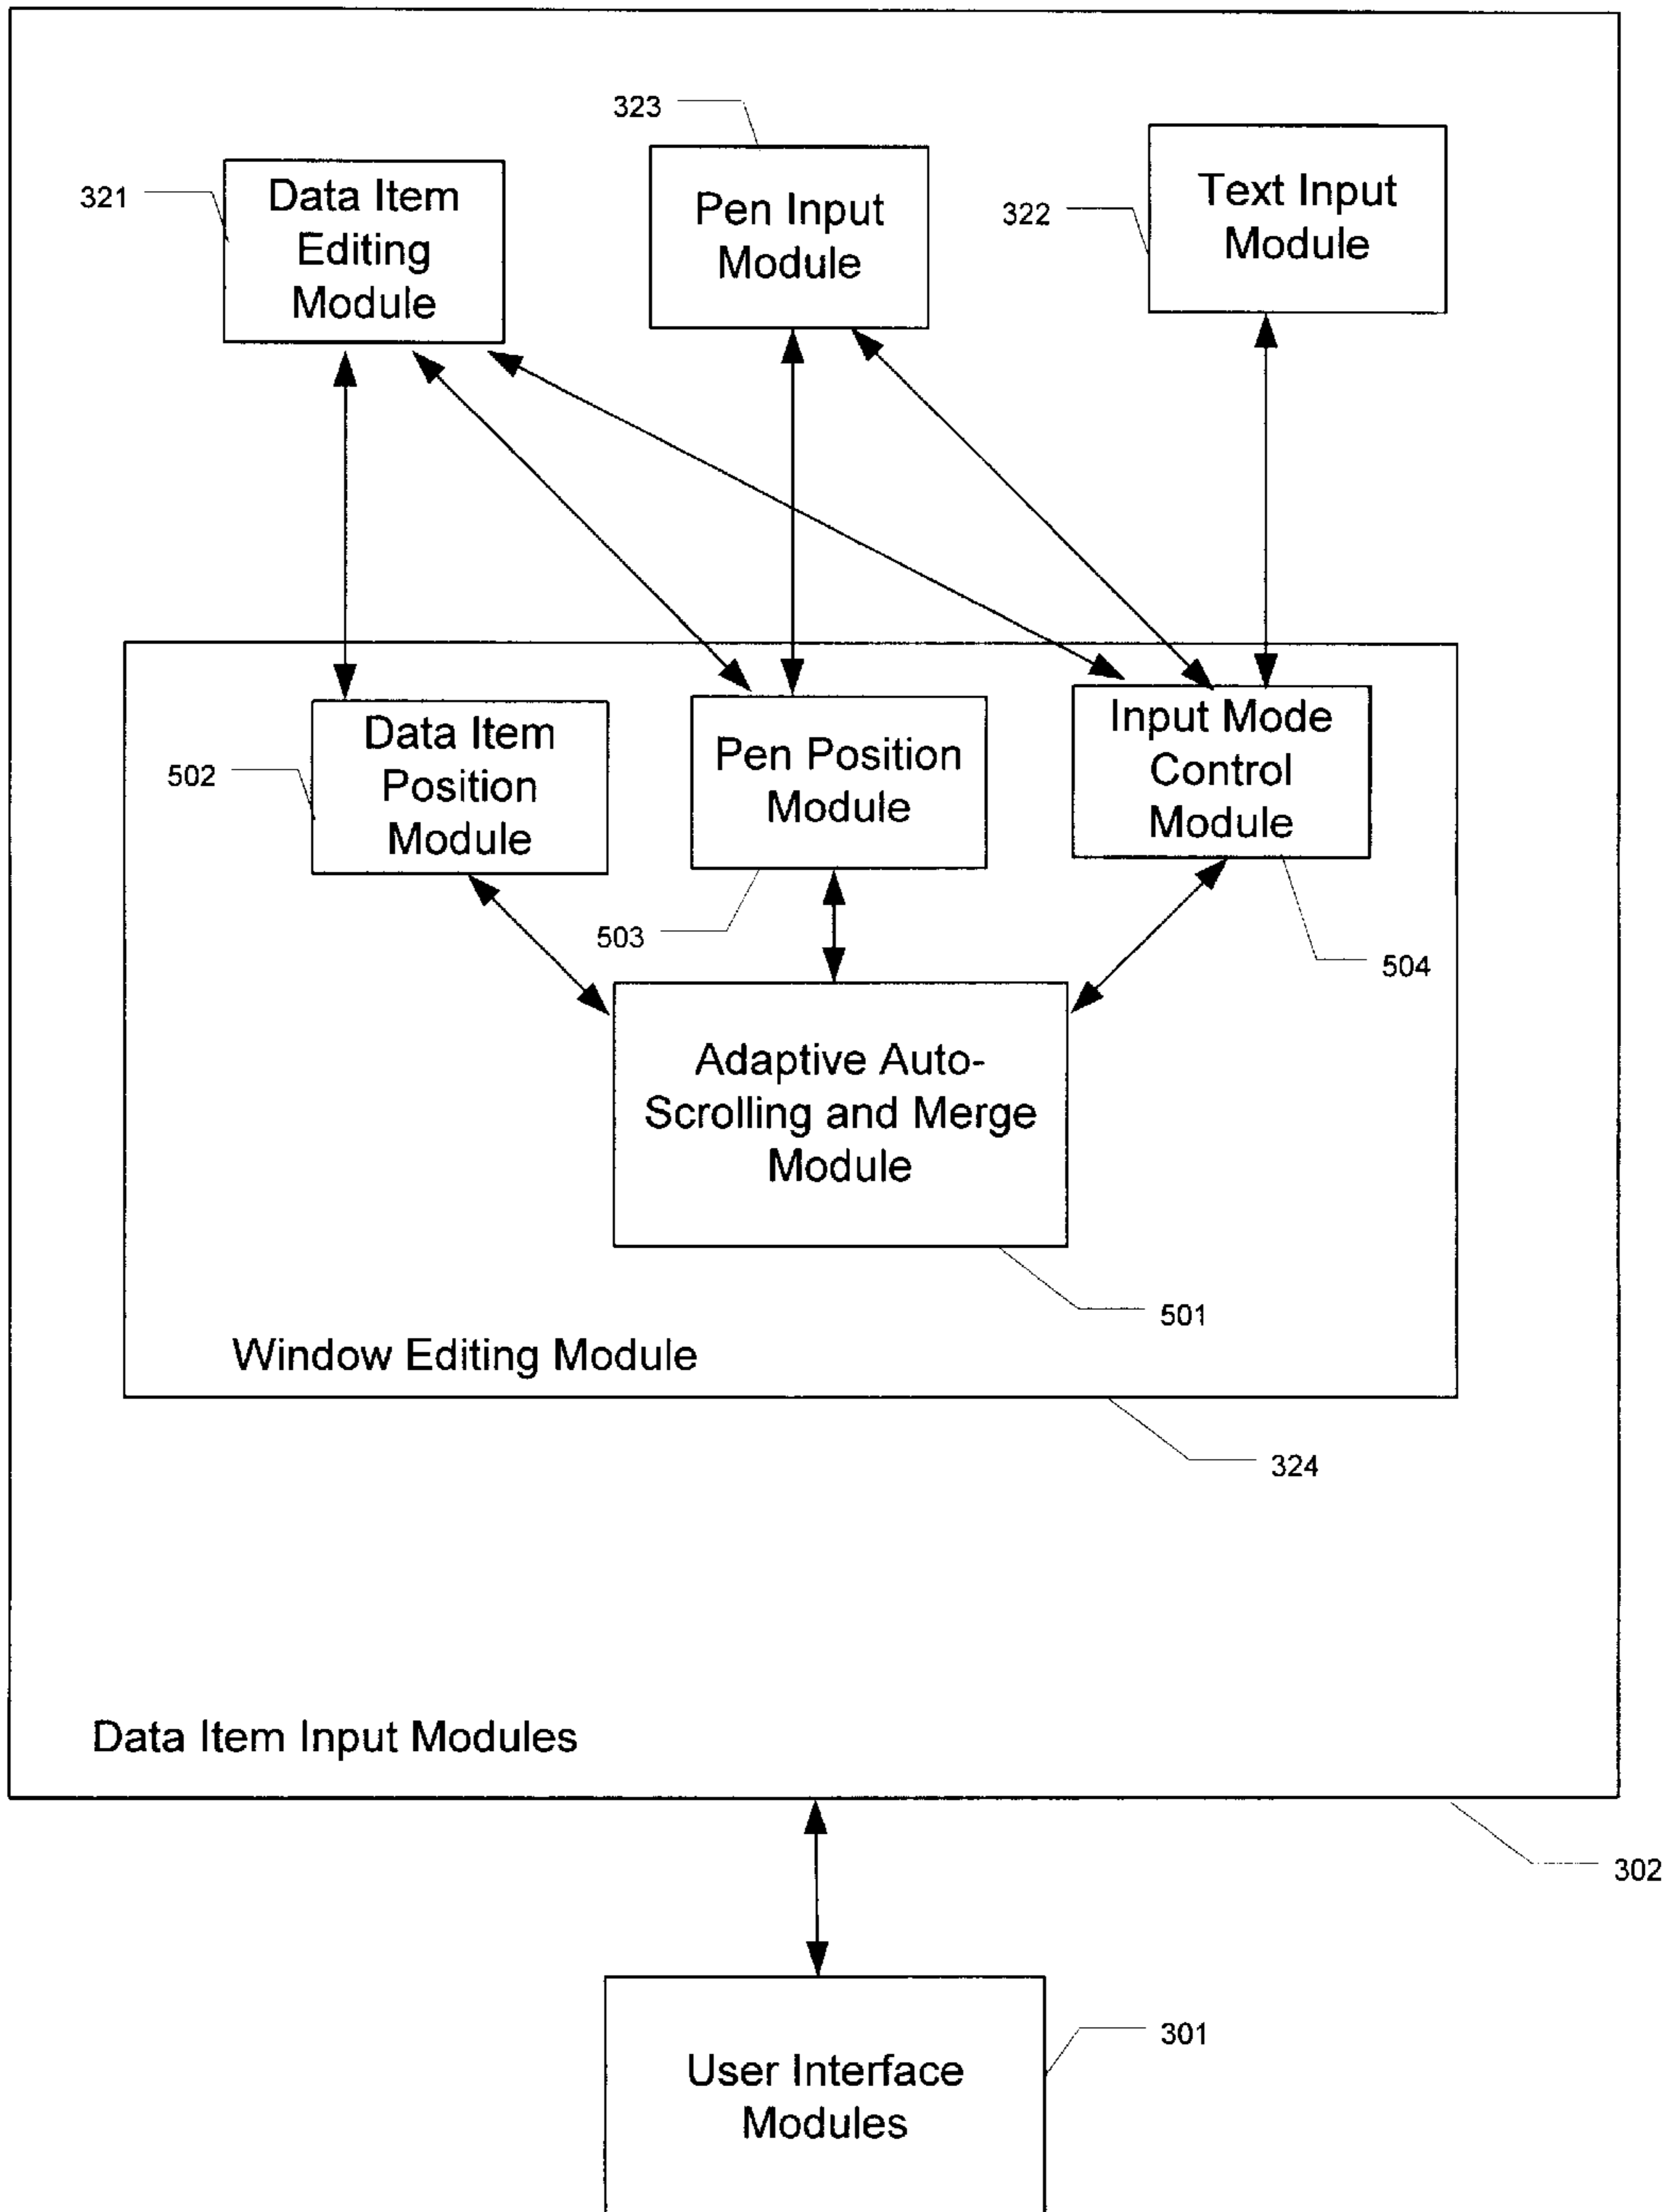 323
321
Data Item
Editing
Module
Pen Input
Module
322
Text Input
Module
502
Data Item
Position
Module
Pen Position
Module
Input Mode
Control
Module
503
504
Adaptive Auto-
Scrolling and Merge
Module
501
Window Editing Module
324
Data Item Input Modules
302
301
User Interface
Modules